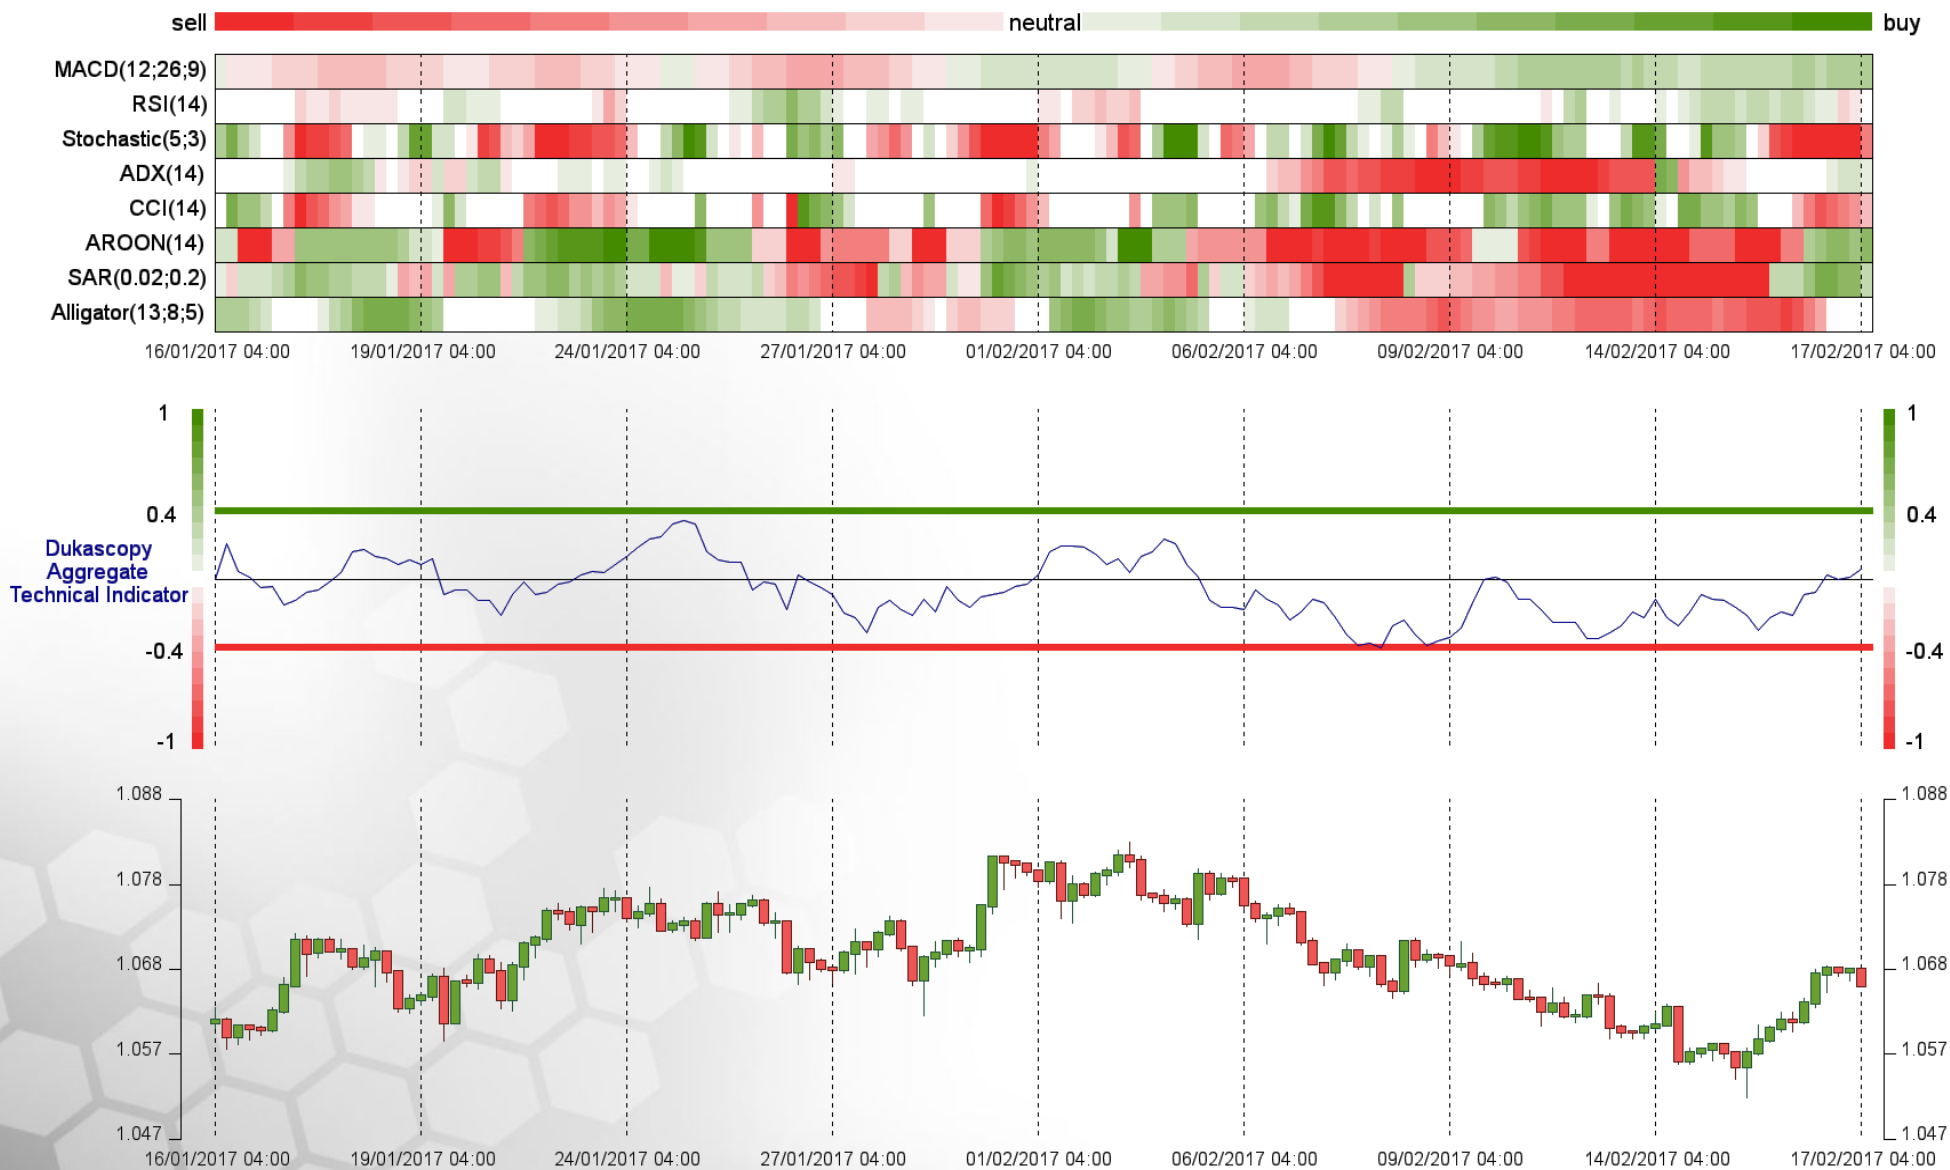 sell neutral buy
MACD(12;26;9)
RSI(14)
Stochastic(5;3)
ADX(14)
CCI(14)
AROON(14)
SAR(0.02;0.2)
Alligator(13;8;5)
16/01/2017 04:00 19/01/2017 04:00 24/01/2017 04:00 27/01/2017 04:00 01/02/2017 04:00 06/02/2017 04:00 09/02/2017 04:00 14/02/2017 04:00 17/02/2017 04:00
1 1
0.4 0.4
Dukascopy
Aggregate
Technical Indicator
-0.4 -0.4
-1 -1
1.088 1.088
1.078 1.078
1.068 1.068
1.057 1.057
1.047 1.047
16/01/2017 04:00 19/01/2017 04:00 24/01/2017 04:00 27/01/2017 04:00 01/02/2017 04:00 06/02/2017 04:00 09/02/2017 04:00 14/02/2017 04:00 17/02/2017 04:00